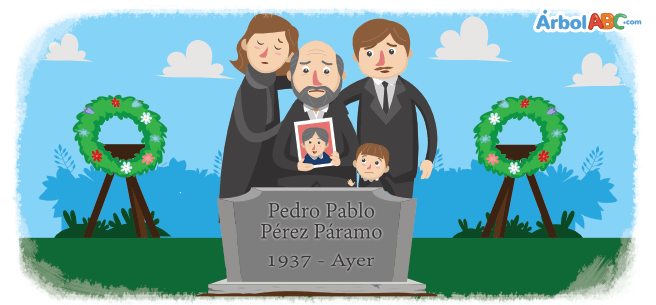 ÁrbolABC.com
Pedro Pablo
Pérez Páramo
1937 - Ayer